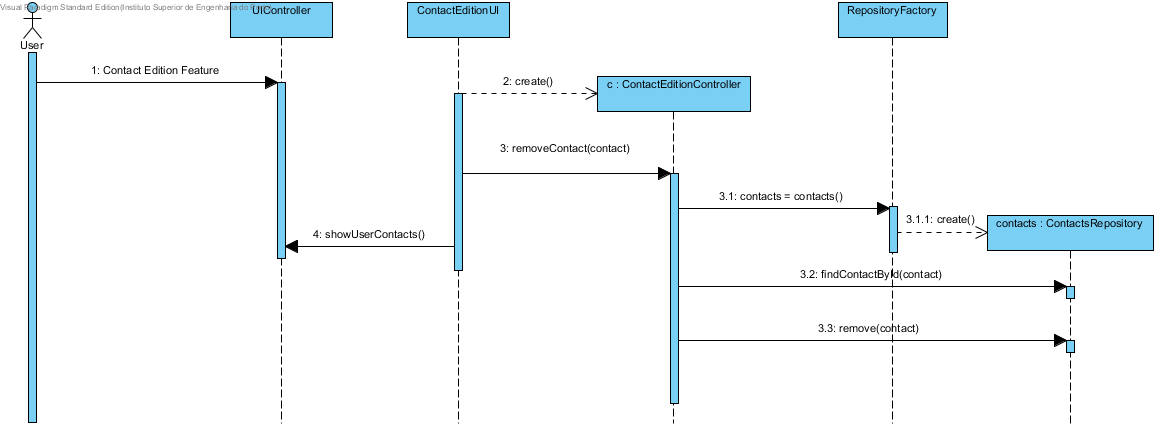 Visual Paradigm Standard Edition(Instituto Superior de Engenharia do
User
UIController
ContactEditionUI
RepositoryFactory
1: Contact Edition Feature
2: create()
c : ContactEditionController
3: removeContact(contact)
3.1: contacts = contacts()
3.1.1: create()
contacts : ContactsRepository
4: showUserContacts()
3.2: findContactById(contact)
3.3: remove(contact)